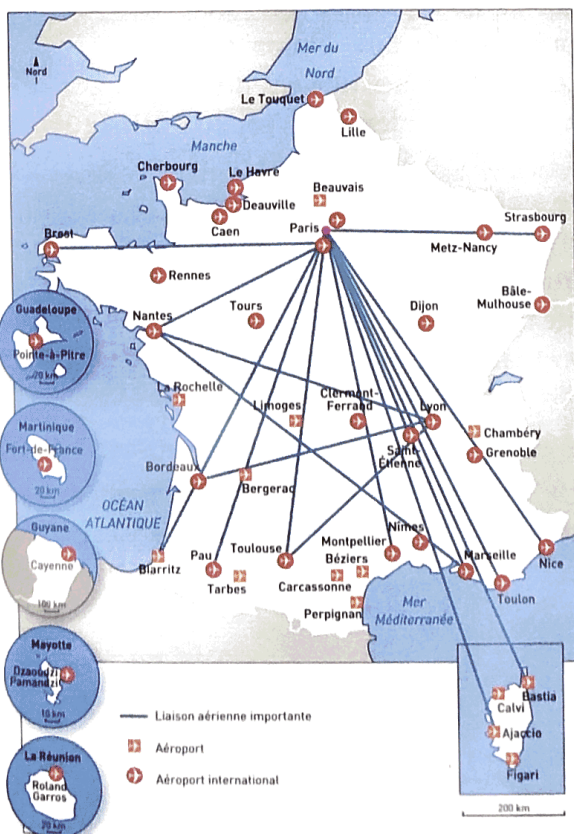 Mer du
Nord
Nord
Le Touquet
Lille
Manche
Cherbourg
Le Havre
Beauvais
Deauville
Caen
Paris
Strasbourg
Metz-Nancy
Brest
Rennes
Bâle-
Mulhouse
Guadeloupe
Pointe-à-Pitre
20 km
Nantes
Tours
Dijon
La Rochelle
Limoges
Clermont-
Ferrand
Lyon
Chambéry
Saint-
Étienne
Grenoble
Martinique
Fort-de-France
20 km
Bordeaux
Bergerac
OCÉAN
ATLANTIQUE
Guyane
Cayenne
100 km
Biarritz
Pau
Tarbes
Toulouse
Montpellier
Nîmes
Béziers
Carcassonne
Perpignan
Marseille
Nice
Toulon
Mer
Méditerranée
Mayotte
Dzaoudzi
Pamandzi
10 km
Bastia
Calvi
Ajaccio
Figari
200 km
La Réunion
Roland
Garros
20 km
Liaison aérienne importante
Aéroport
Aéroport international